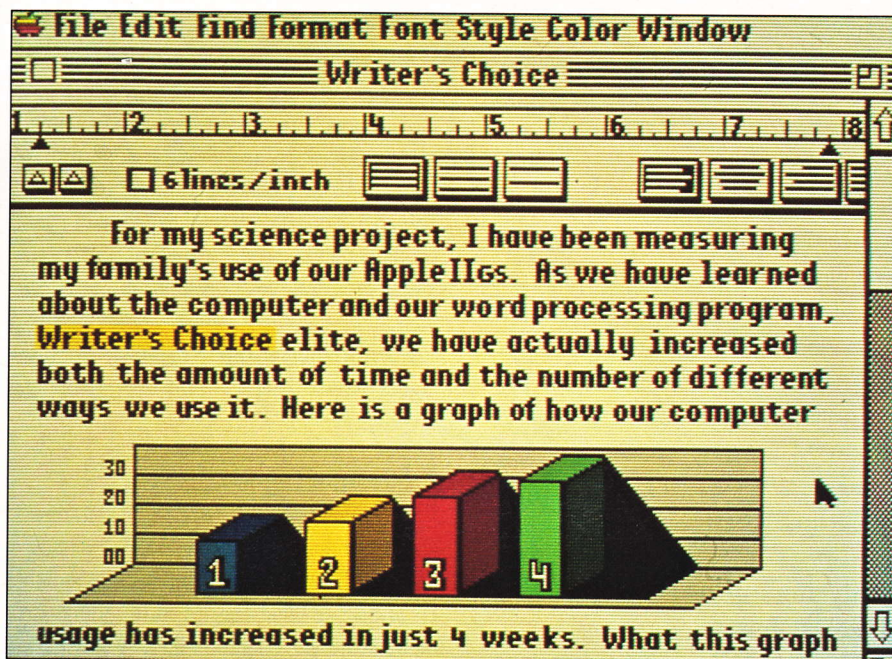 File Edit Find Format Font Style Color Window
Writer's Choice
1 2 3 4 5 6 7 8
6 lines/inch
For my science project, I have been measuring
my family's use of our Apple IIGS. As we have learned
about the computer and our word processing program,
Writer's Choice elite, we have actually increased
both the amount of time and the number of different
ways we use it. Here is a graph of how our computer
30
20
10
00
1 2 3 4
usage has increased in just 4 weeks. What this graph